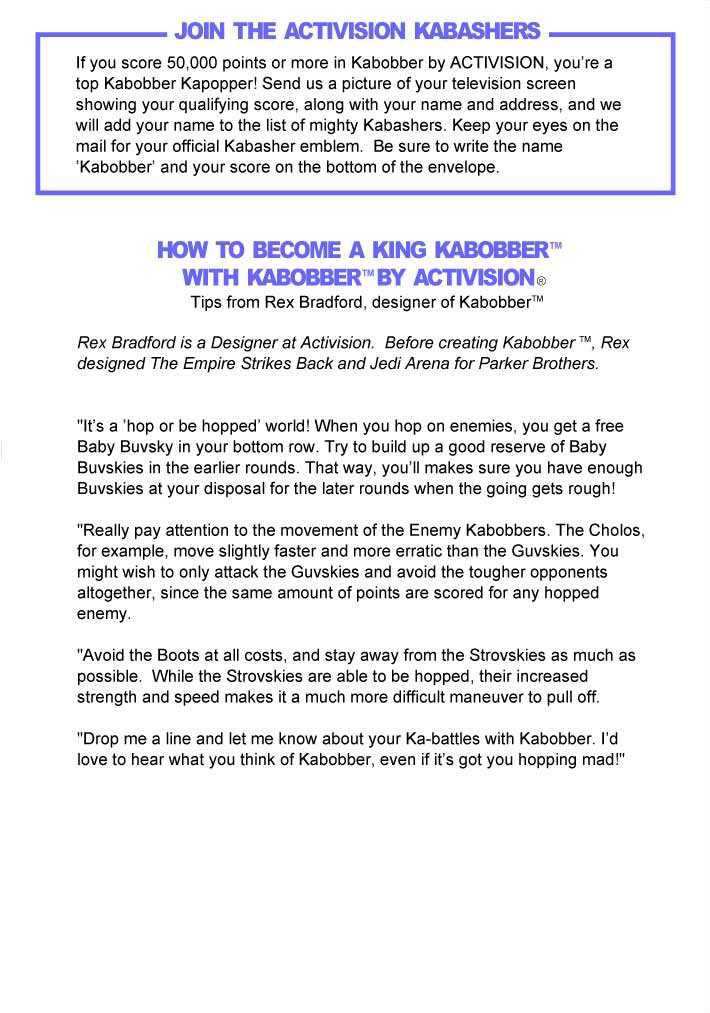 JOIN THE ACTIVISION KABASHERS
If you score 50,000 points or more in Kabobber by ACTIVISION, you're a
top Kabobber Kapopper! Send us a picture of your television screen
showing your qualifying score, along with your name and address, and we
will add your name to the list of mighty Kabashers. Keep your eyes on the
mail for your official Kabasher emblem.  Be sure to write the name
'Kabobber' and your score on the bottom of the envelope.
HOW TO BECOME A KING KABOBBER™
WITH KABOBBER™ BY ACTIVISION®
Tips from Rex Bradford, designer of Kabobber™
Rex Bradford is a Designer at Activision.  Before creating Kabobber ™, Rex
designed The Empire Strikes Back and Jedi Arena for Parker Brothers.
"It's a 'hop or be hopped' world! When you hop on enemies, you get a free
Baby Buvsky in your bottom row. Try to build up a good reserve of Baby
Buvskies in the earlier rounds. That way, you'll makes sure you have enough
Buvskies at your disposal for the later rounds when the going gets rough!
"Really pay attention to the movement of the Enemy Kabobbers. The Cholos,
for example, move slightly faster and more erratic than the Guvskies. You
might wish to only attack the Guvskies and avoid the tougher opponents
altogether, since the same amount of points are scored for any hopped
enemy.
"Avoid the Boots at all costs, and stay away from the Strovskies as much as
possible.  While the Strovskies are able to be hopped, their increased
strength and speed makes it a much more difficult maneuver to pull off.
"Drop me a line and let me know about your Ka-battles with Kabobber. I'd
love to hear what you think of Kabobber, even if it's got you hopping mad!"